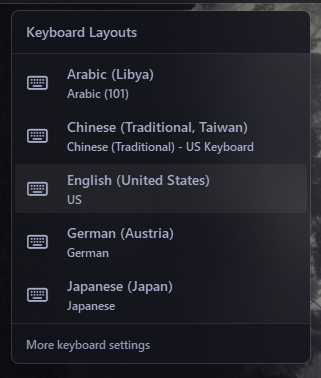 Keyboard Layouts
Arabic (Libya)
Arabic (101)
Chinese (Traditional, Taiwan)
Chinese (Traditional) - US Keyboard
English (United States)
US
German (Austria)
German
Japanese (Japan)
Japanese
More keyboard settings